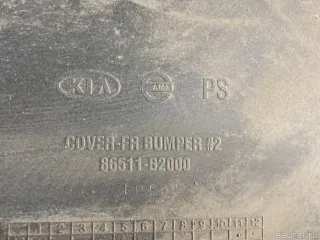 KIA AMS PS
COVER-FR BUMPER #2
86511-B2000
1 2 3 4 5 6 7 8 9 10 11 12